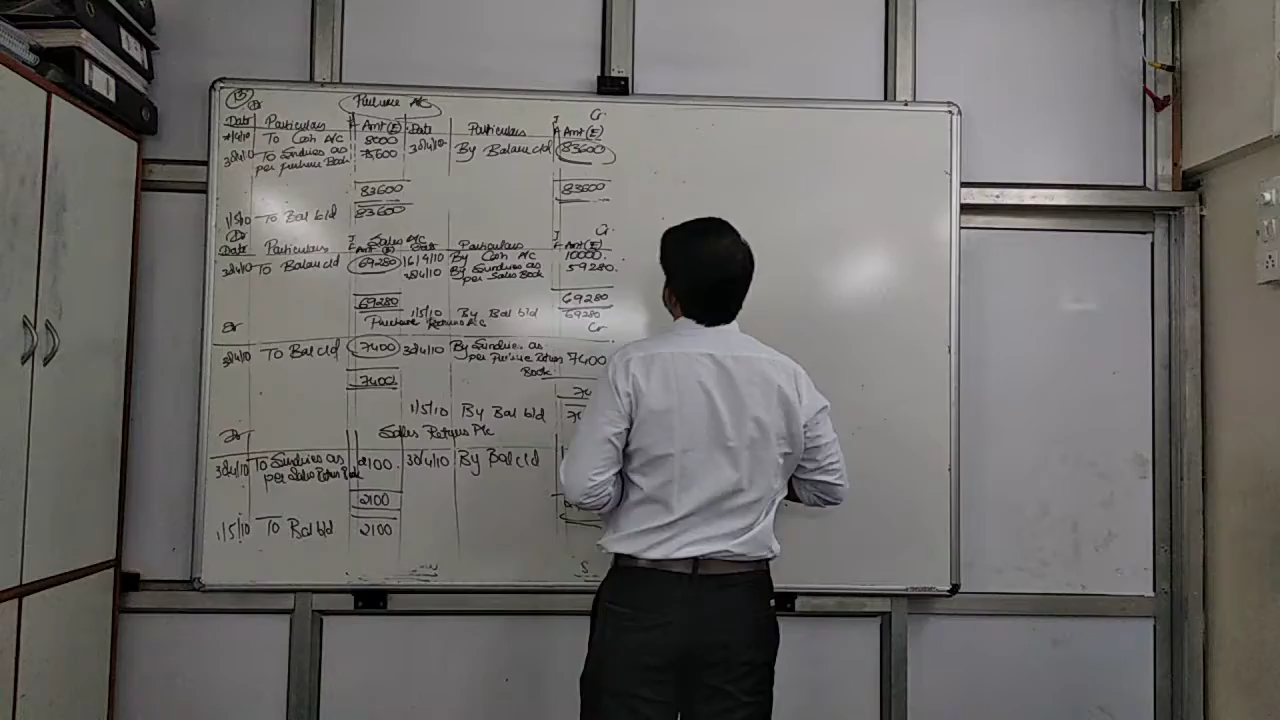 13
Dr Purchase A/c Cr.
Date Particulars J F Amt(₹) Date Particulars J F Amt(₹)
To Cash A/c 8000 30/4/10 By Balance c/d 83600
30/4/10 To Sundries as 75600
per Purchase Book
83600 83600
1/5/10 To Bal b/d 83600
Dr Sales A/c Cr.
Date Particulars J F Amt(₹) Date Particulars J F Amt(₹)
30/4/10 To Balance c/d 69280 16/4/10 By Cash A/c 10000.
30/4/10 By Sundries as 59280.
per Sales Book
69280 69280
1/5/10 By Bal b/d 69280
Dr Purchase Returns A/c Cr
30/4/10 To Bal c/d 7400 30/4/10 By Sundries as 7400
per Purchase Return
Book
7400 74
1/5/10 By Bal b/d
Dr Sales Return A/c
30/4/10 To Sundries as 2100. 30/4/10 By Bal c/d
per Sales Return Book
2100
1/5/10 To Bal b/d 2100
S